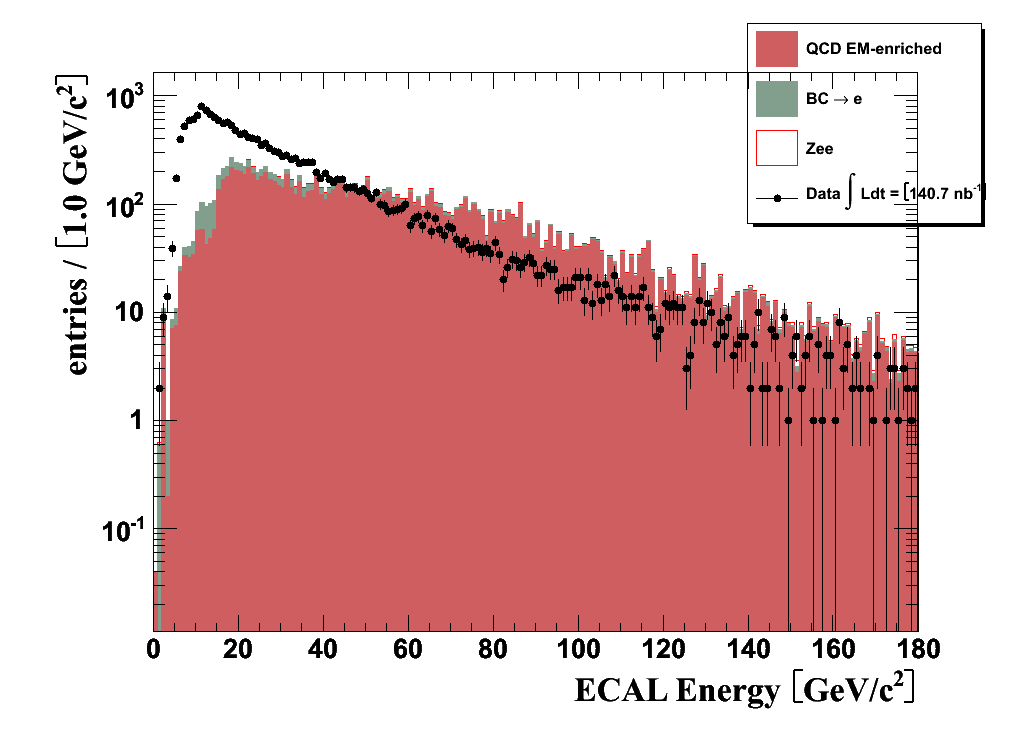 QCD EM-enriched
BC → e
Zee
Data ∫ Ldt = [140.7 nb⁻¹]
entries / [1.0 GeV/c²]
10³
10²
10
1
10⁻¹
0 20 40 60 80 100 120 140 160 180
ECAL Energy [GeV/c²]